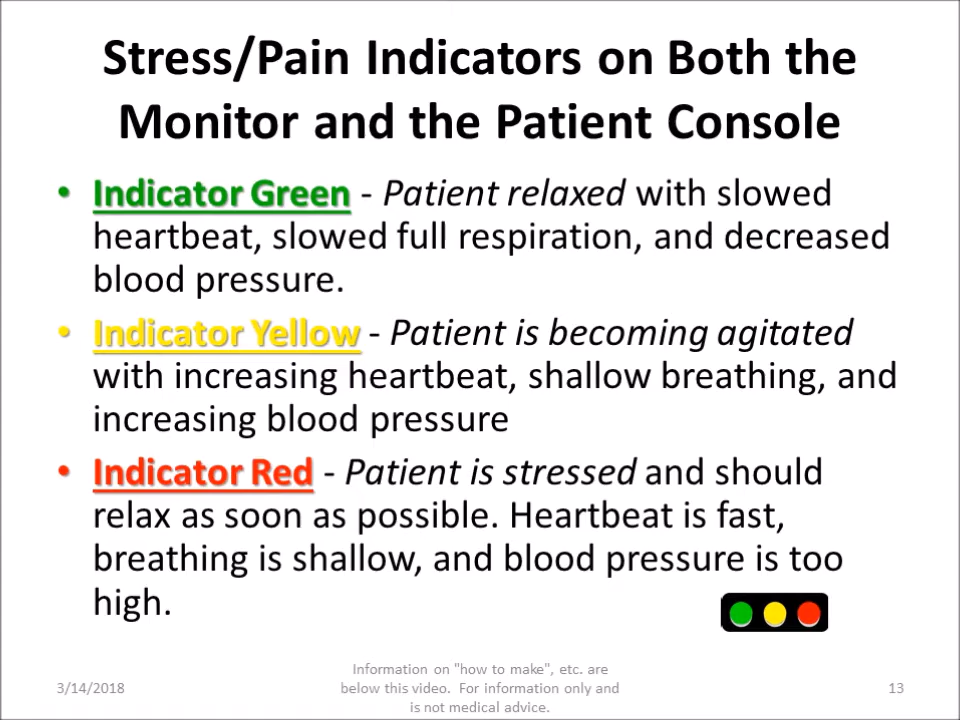 Stress/Pain Indicators on Both the
Monitor and the Patient Console
• Indicator Green - Patient relaxed with slowed
heartbeat, slowed full respiration, and decreased
blood pressure.
• Indicator Yellow - Patient is becoming agitated
with increasing heartbeat, shallow breathing, and
increasing blood pressure
• Indicator Red - Patient is stressed and should
relax as soon as possible. Heartbeat is fast,
breathing is shallow, and blood pressure is too
high.
3/14/2018
Information on "how to make", etc. are
below this video. For information only and
is not medical advice.
13